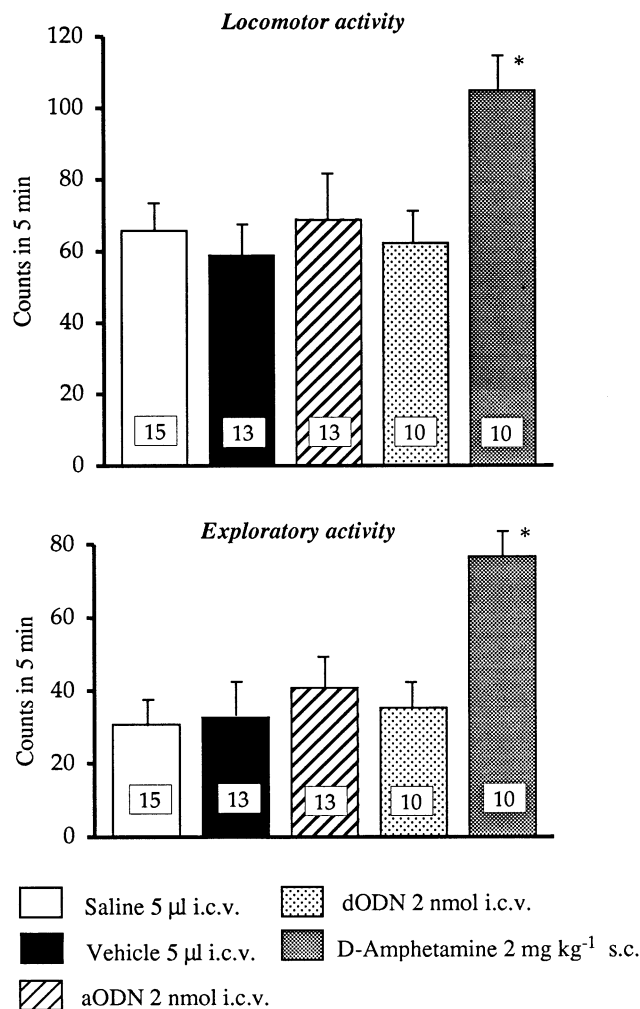 Locomotor activity
Counts in 5 min
120
100
80
60
40
20
0
*
15
13
13
10
10
Exploratory activity
Counts in 5 min
80
60
40
20
0
*
15
13
13
10
10
Saline 5 µl i.c.v.
Vehicle 5 µl i.c.v.
aODN 2 nmol i.c.v.
dODN 2 nmol i.c.v.
D-Amphetamine 2 mg kg⁻¹ s.c.